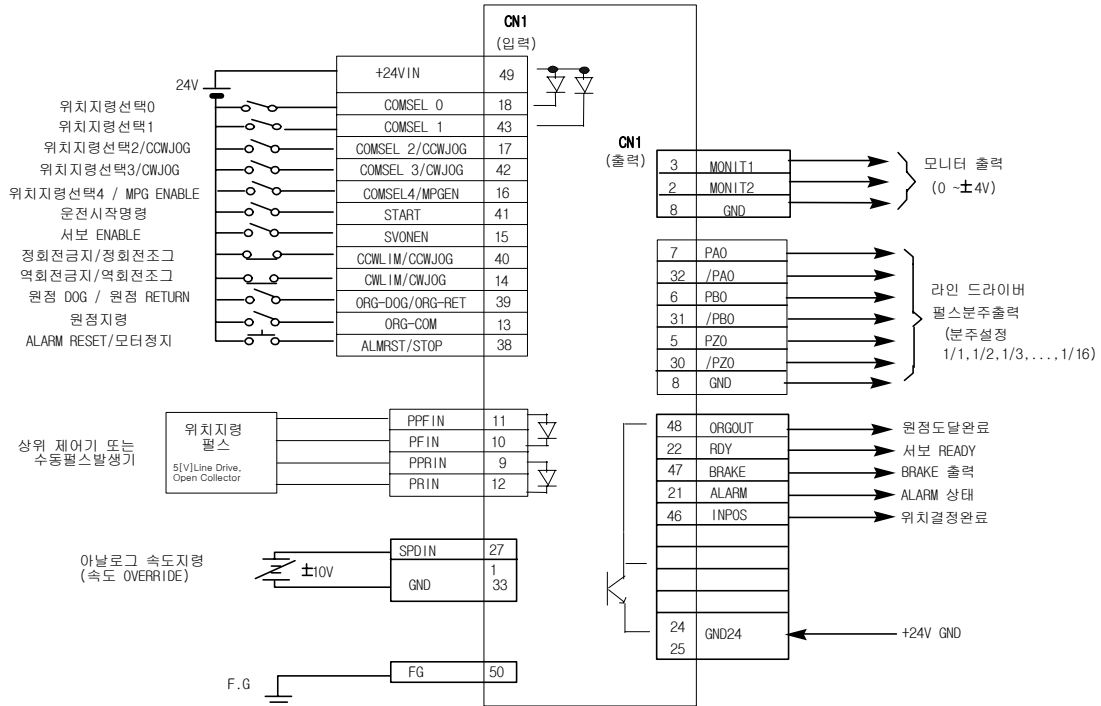 CN1
(입력)
24V
+24VIN 49
위치지령선택0 COMSEL 0 18
위치지령선택1 COMSEL 1 43
위치지령선택2/CCWJOG COMSEL 2/CCWJOG 17
위치지령선택3/CWJOG COMSEL 3/CWJOG 42
위치지령선택4 / MPG ENABLE COMSEL4/MPGEN 16
운전시작명령 START 41
서보 ENABLE SVONEN 15
정회전금지/정회전조그 CCWLIM/CCWJOG 40
역회전금지/역회전조그 CWLIM/CWJOG 14
원점 DOG / 원점 RETURN ORG-DOG/ORG-RET 39
원점지령 ORG-COM 13
ALARM RESET/모터정지 ALMRST/STOP 38
상위 제어기 또는
수동펄스발생기
위치지령
펄스
5[V]Line Drive,
Open Collector
PPFIN 11
PFIN 10
PPRIN 9
PRIN 12
아날로그 속도지령
(속도 OVERRIDE)
±10V
SPDIN 27
1
GND 33
F.G
FG 50
CN1
(출력)
3 MONIT1
2 MONIT2
8 GND
모니터 출력
(0 ~±4V)
7 PAO
32 /PAO
6 PBO
31 /PBO
5 PZO
30 /PZO
8 GND
라인 드라이버
펄스분주출력
(분주설정
1/1,1/2,1/3,...,1/16)
48 ORGOUT 원점도달완료
22 RDY 서보 READY
47 BRAKE BRAKE 출력
21 ALARM ALARM 상태
46 INPOS 위치결정완료
24
25
GND24
+24V GND